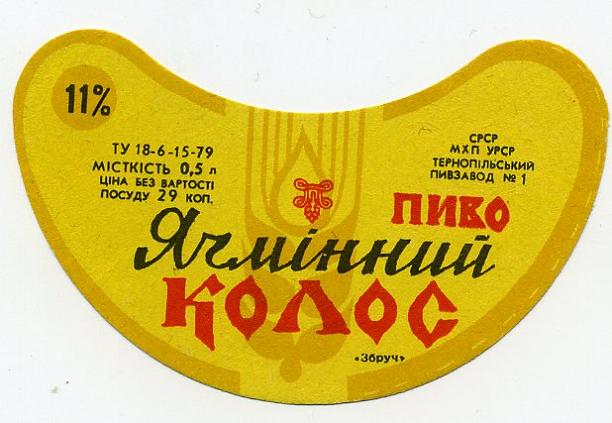 11%
ТУ 18-6-15-79
МІСТКІСТЬ 0,5 л
ЦІНА БЕЗ ВАРТОСТІ
ПОСУДУ 29 КОП.
СРСР
МХП УРСР
ТЕРНОПІЛЬСЬКИЙ
ПИВЗАВОД № 1
ПИВО
Ячмінний
КОЛОС
«Збруч»